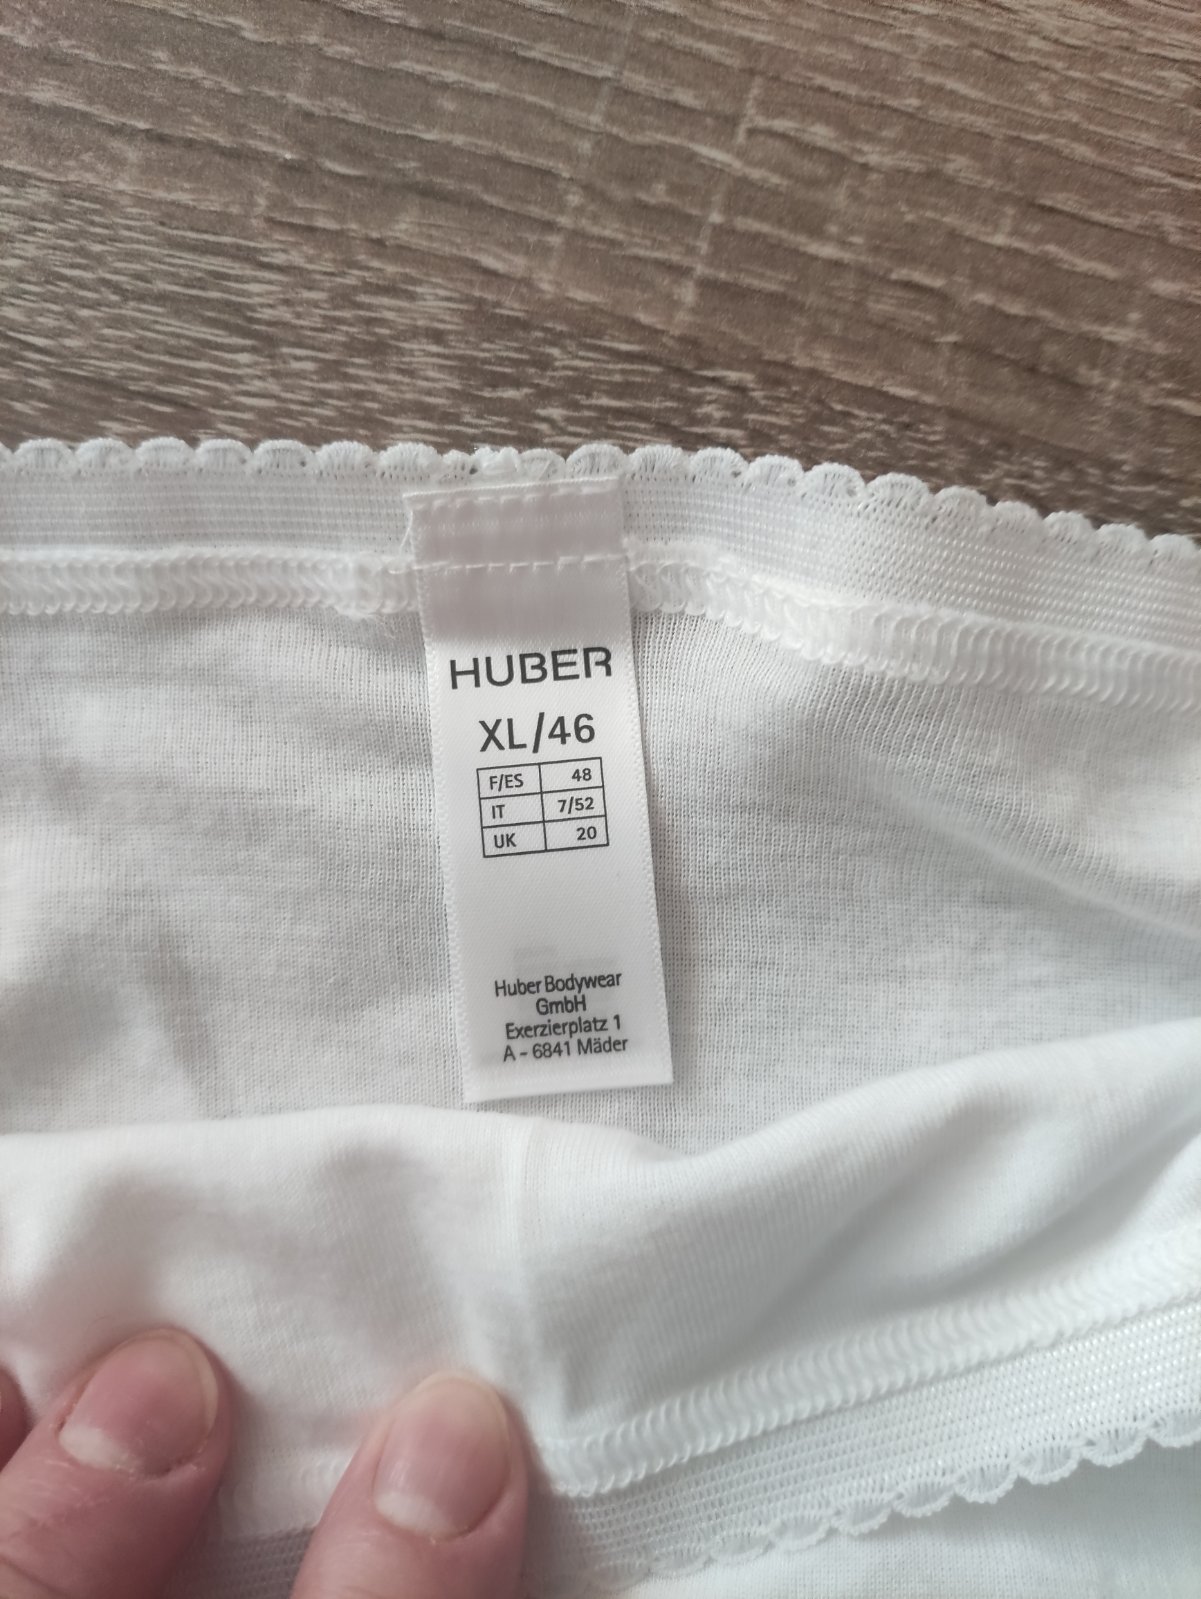 HUBER
XL/46
F/ES 48
IT 7/52
UK 20
Huber Bodywear
GmbH
Exerzierplatz 1
A - 6841 Mäder